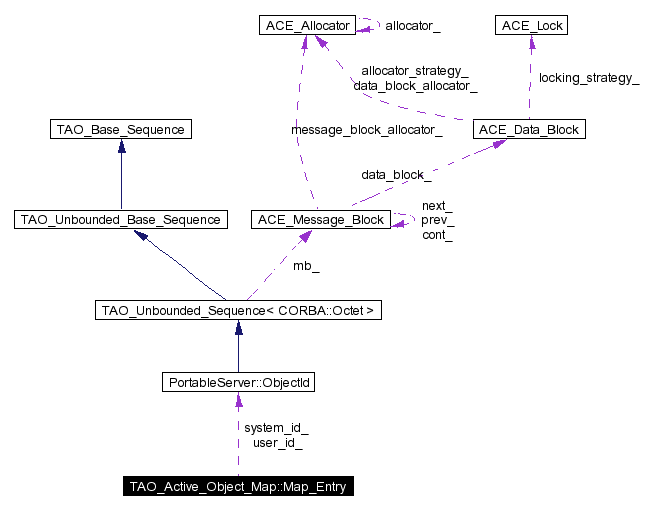 ACE_Allocator
allocator_
ACE_Lock
allocator_strategy_
data_block_allocator_
locking_strategy_
TAO_Base_Sequence
message_block_allocator_
ACE_Data_Block
data_block_
next_
prev_
cont_
TAO_Unbounded_Base_Sequence
ACE_Message_Block
mb_
TAO_Unbounded_Sequence< CORBA::Octet >
PortableServer::ObjectId
system_id_
user_id_
TAO_Active_Object_Map::Map_Entry